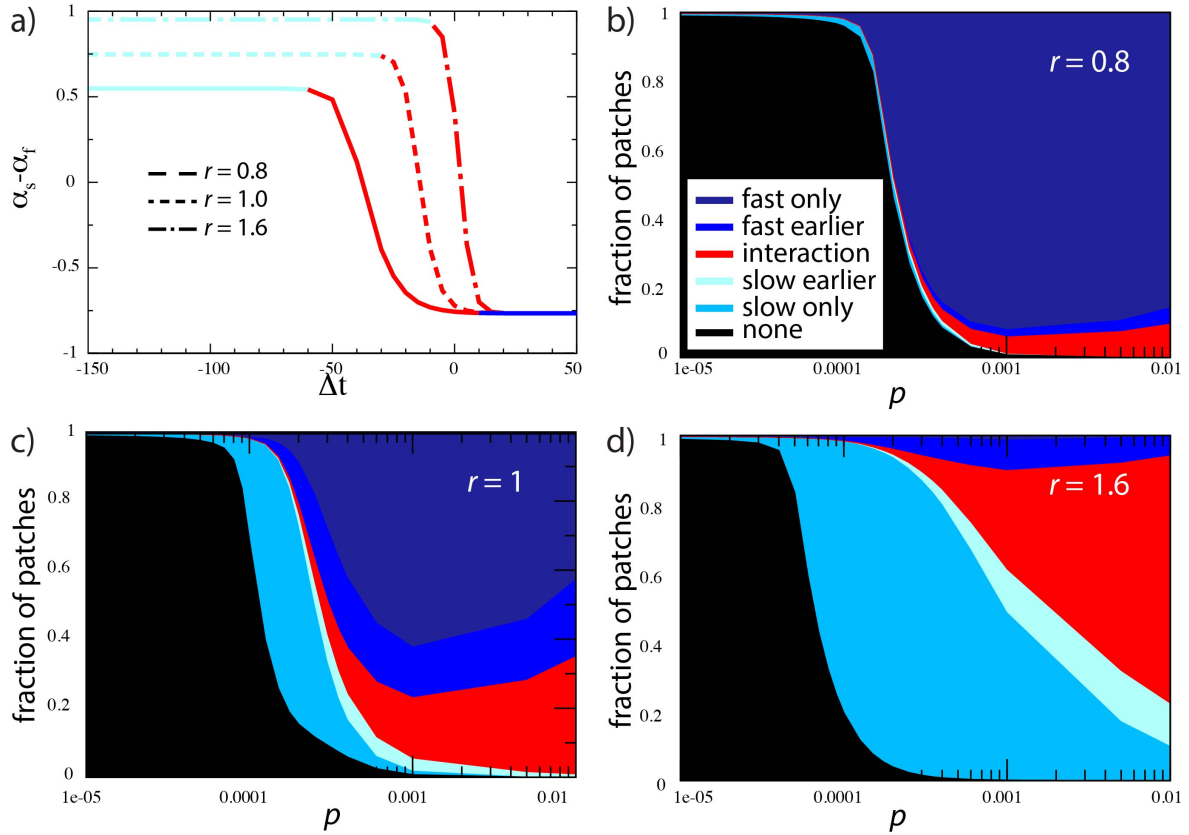 a)
α_s-α_f
1
0.5
0
-0.5
-1
r = 0.8
r = 1.0
r = 1.6
-150 -100 -50 0 50
Δt
b)
fraction of patches
1
0.8
0.6
0.4
0.2
0
r = 0.8
fast only
fast earlier
interaction
slow earlier
slow only
none
1e-05 0.0001 0.001 0.01
p
c)
fraction of patches
1
0.8
0.6
0.4
0.2
0
r = 1
1e-05 0.0001 0.001 0.01
p
d)
fraction of patches
1
0.8
0.6
0.4
0.2
0
r = 1.6
1e-05 0.0001 0.001 0.01
p